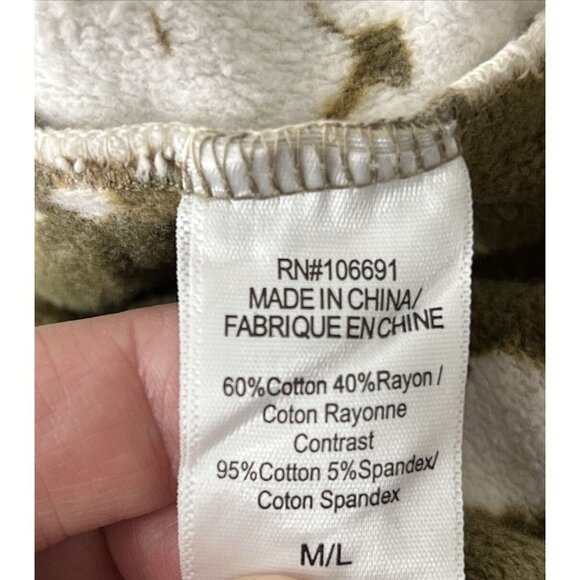 RN#106691
MADE IN CHINA/
FABRIQUE EN CHINE
60%Cotton 40%Rayon /
Coton Rayonne
Contrast
95%Cotton 5%Spandex/
Coton Spandex
M/L